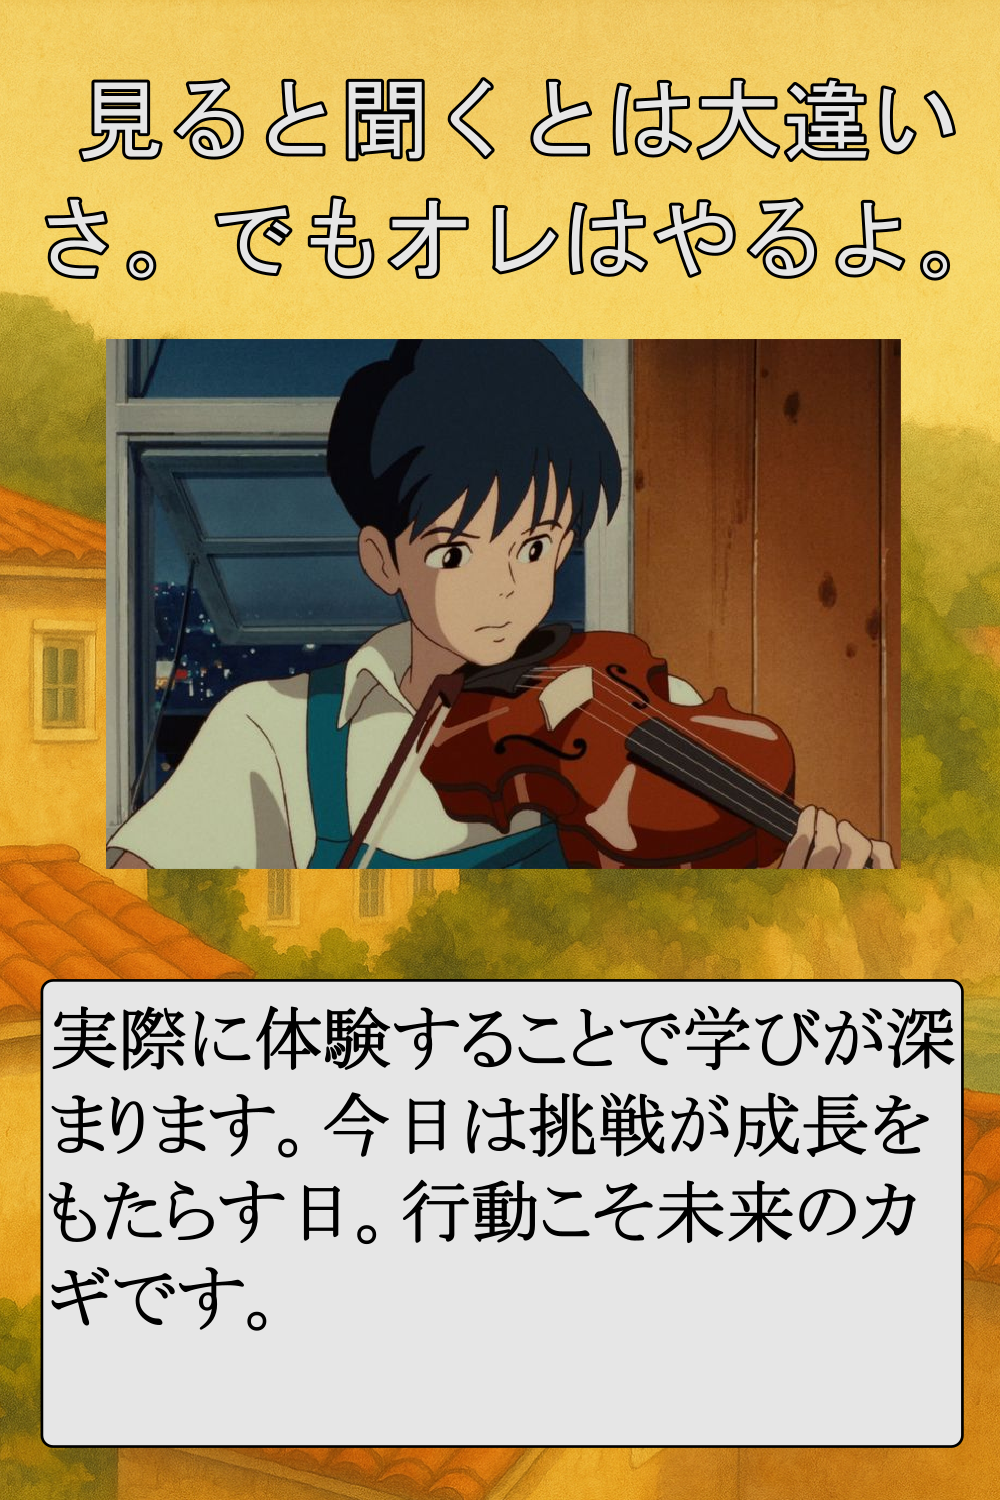 見ると聞くとは大違い
さ。でもオレはやるよ。
実際に体験することで学びが深
まります。今日は挑戦が成長を
もたらす日。行動こそ未来のカ
ギです。